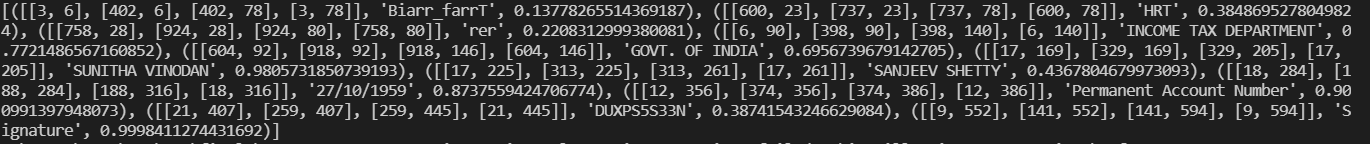 [([[3, 6], [402, 6], [402, 78], [3, 78]], 'Biarr_farrT', 0.13778265514369187), ([[600, 23], [737, 23], [737, 78], [600, 78]], 'HRT', 0.384869527804982
4), ([[758, 28], [924, 28], [924, 80], [758, 80]], 'rer', 0.2208312999380081), ([[6, 90], [398, 90], [398, 140], [6, 140]], 'INCOME TAX DEPARTMENT', 0
.7721486567160852), ([[604, 92], [918, 92], [918, 146], [604, 146]], 'GOVT. OF INDIA', 0.6956739679142705), ([[17, 169], [329, 169], [329, 205], [17,
205]], 'SUNITHA VINODAN', 0.9805731850739193), ([[17, 225], [313, 225], [313, 261], [17, 261]], 'SANJEEV SHETTY', 0.4367804679973093), ([[18, 284], [1
88, 284], [188, 316], [18, 316]], '27/10/1959', 0.8737559424706774), ([[12, 356], [374, 356], [374, 386], [12, 386]], 'Permanent Account Number', 0.90
09913979​48073), ([[21, 407], [259, 407], [259, 445], [21, 445]], 'DUXPS5S33N', 0.38741543246629084), ([[9, 552], [141, 552], [141, 594], [9, 594]], 'S
ignature', 0.9998411274431692)]